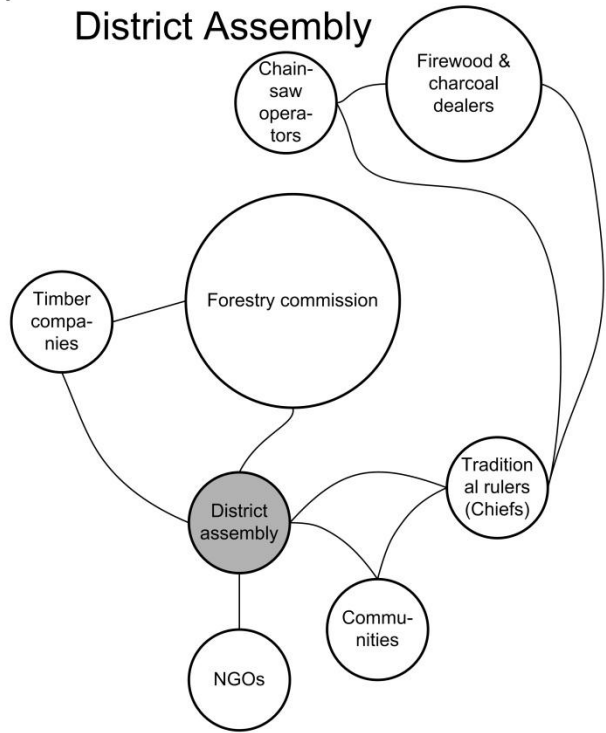 District Assembly
Chain-
saw
opera-
tors
Firewood &
charcoal
dealers
Forestry commission
Timber
compa-
nies
Tradition
al rulers
(Chiefs)
District
assembly
Commu-
nities
NGOs